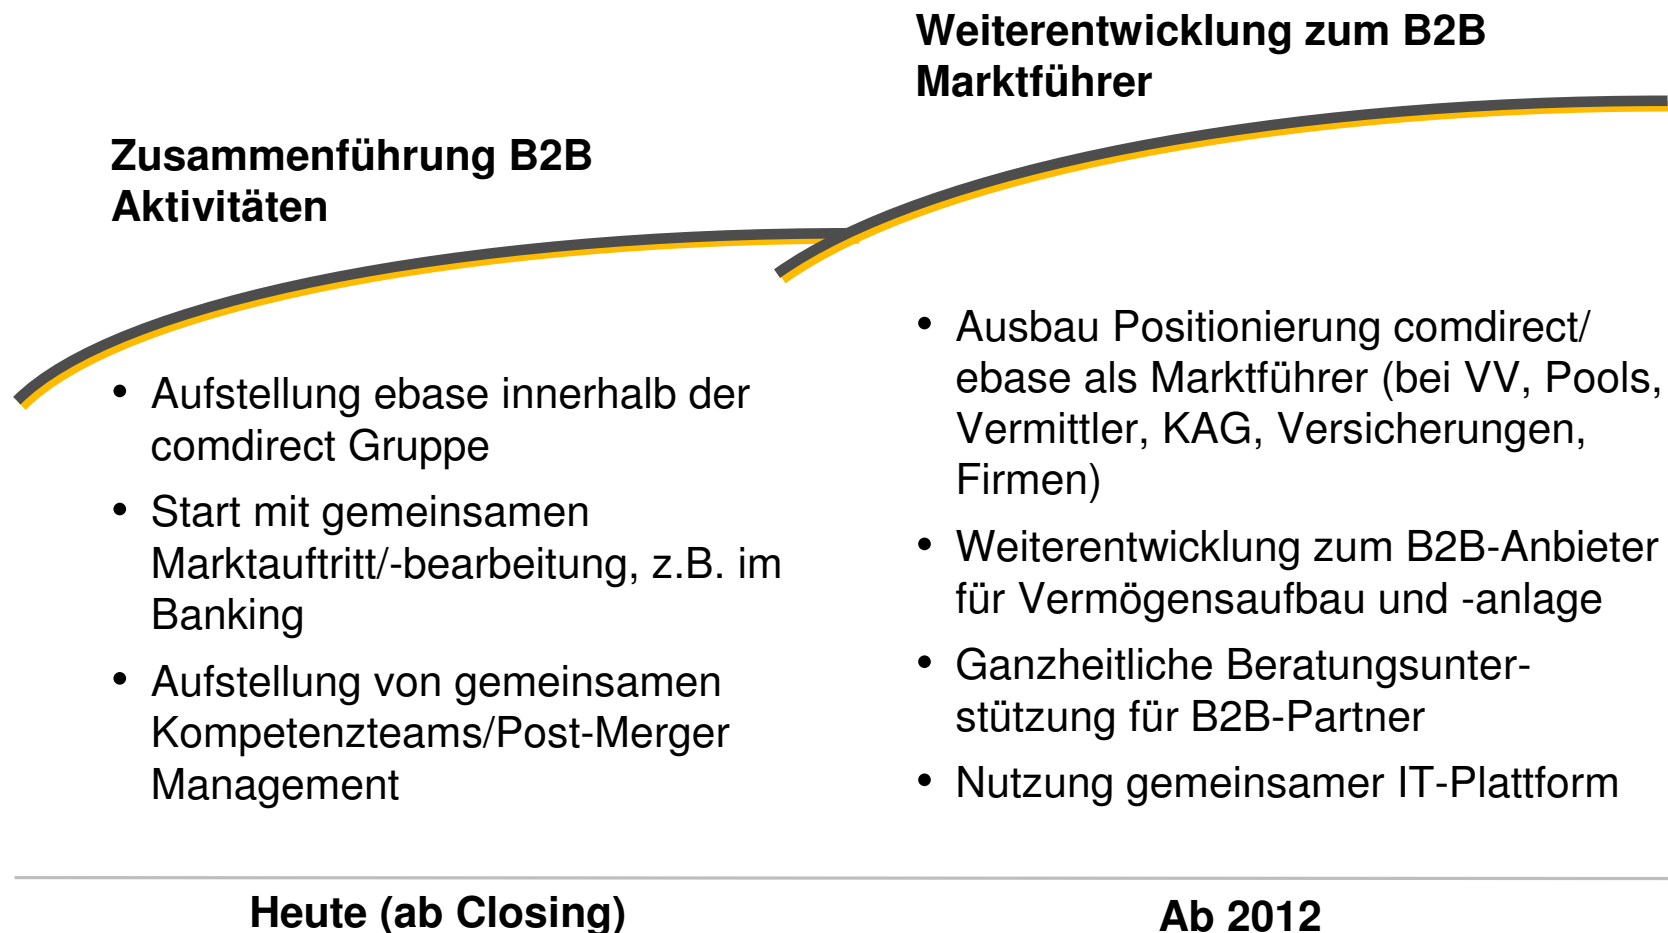 Zusammenführung B2B
Aktivitäten
• Aufstellung ebase innerhalb der
comdirect Gruppe
• Start mit gemeinsamen
Marktauftritt/-bearbeitung, z.B. im
Banking
• Aufstellung von gemeinsamen
Kompetenzteams/Post-Merger
Management
Heute (ab Closing)
Weiterentwicklung zum B2B
Marktführer
• Ausbau Positionierung comdirect/
ebase als Marktführer (bei VV, Pools,
Vermittler, KAG, Versicherungen,
Firmen)
• Weiterentwicklung zum B2B-Anbieter
für Vermögensaufbau und -anlage
• Ganzheitliche Beratungsunter-
stützung für B2B-Partner
• Nutzung gemeinsamer IT-Plattform
Ab 2012